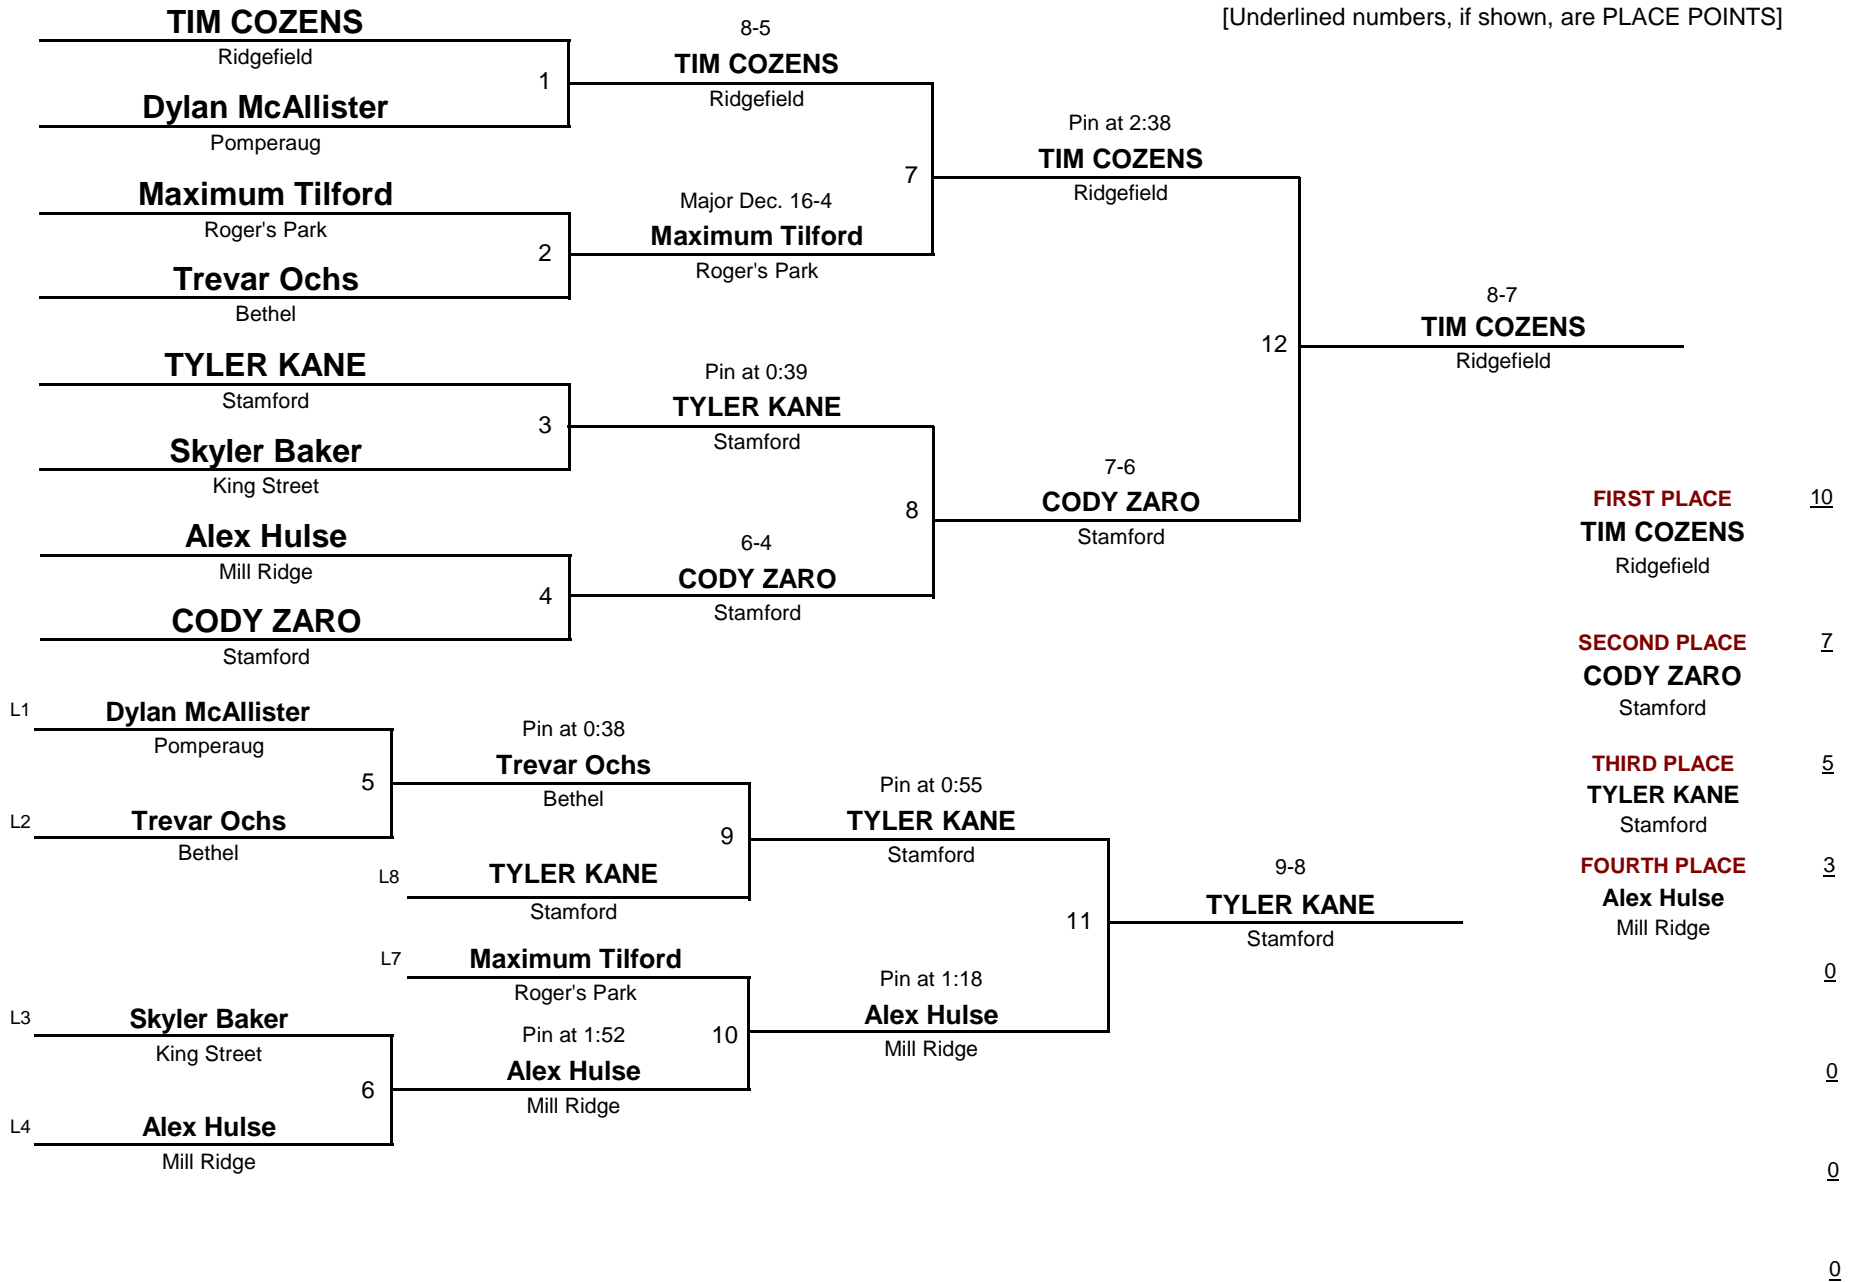 [Underlined numbers, if shown, are PLACE POINTS]
TIM COZENS
Ridgefield
1
Dylan McAllister
Pomperaug
Maximum Tilford
Roger's Park
2
Trevar Ochs
Bethel
TYLER KANE
Stamford
3
Skyler Baker
King Street
Alex Hulse
Mill Ridge
4
CODY ZARO
Stamford
8-5
TIM COZENS
Ridgefield
7
Major Dec. 16-4
Maximum Tilford
Roger's Park
Pin at 0:39
TYLER KANE
Stamford
8
6-4
CODY ZARO
Stamford
Pin at 2:38
TIM COZENS
Ridgefield
12
7-6
CODY ZARO
Stamford
8-7
TIM COZENS
Ridgefield
L1
Dylan McAllister
Pomperaug
5
L2
Trevar Ochs
Bethel
Pin at 0:38
Trevar Ochs
Bethel
9
L8
TYLER KANE
Stamford
L7
Maximum Tilford
Roger's Park
10
L3
Skyler Baker
King Street
6
L4
Alex Hulse
Mill Ridge
Pin at 1:52
Alex Hulse
Mill Ridge
Pin at 0:55
TYLER KANE
Stamford
11
Pin at 1:18
Alex Hulse
Mill Ridge
9-8
TYLER KANE
Stamford
FIRST PLACE 10
TIM COZENS
Ridgefield
SECOND PLACE 7
CODY ZARO
Stamford
THIRD PLACE 5
TYLER KANE
Stamford
FOURTH PLACE 3
Alex Hulse
Mill Ridge
0
0
0
0